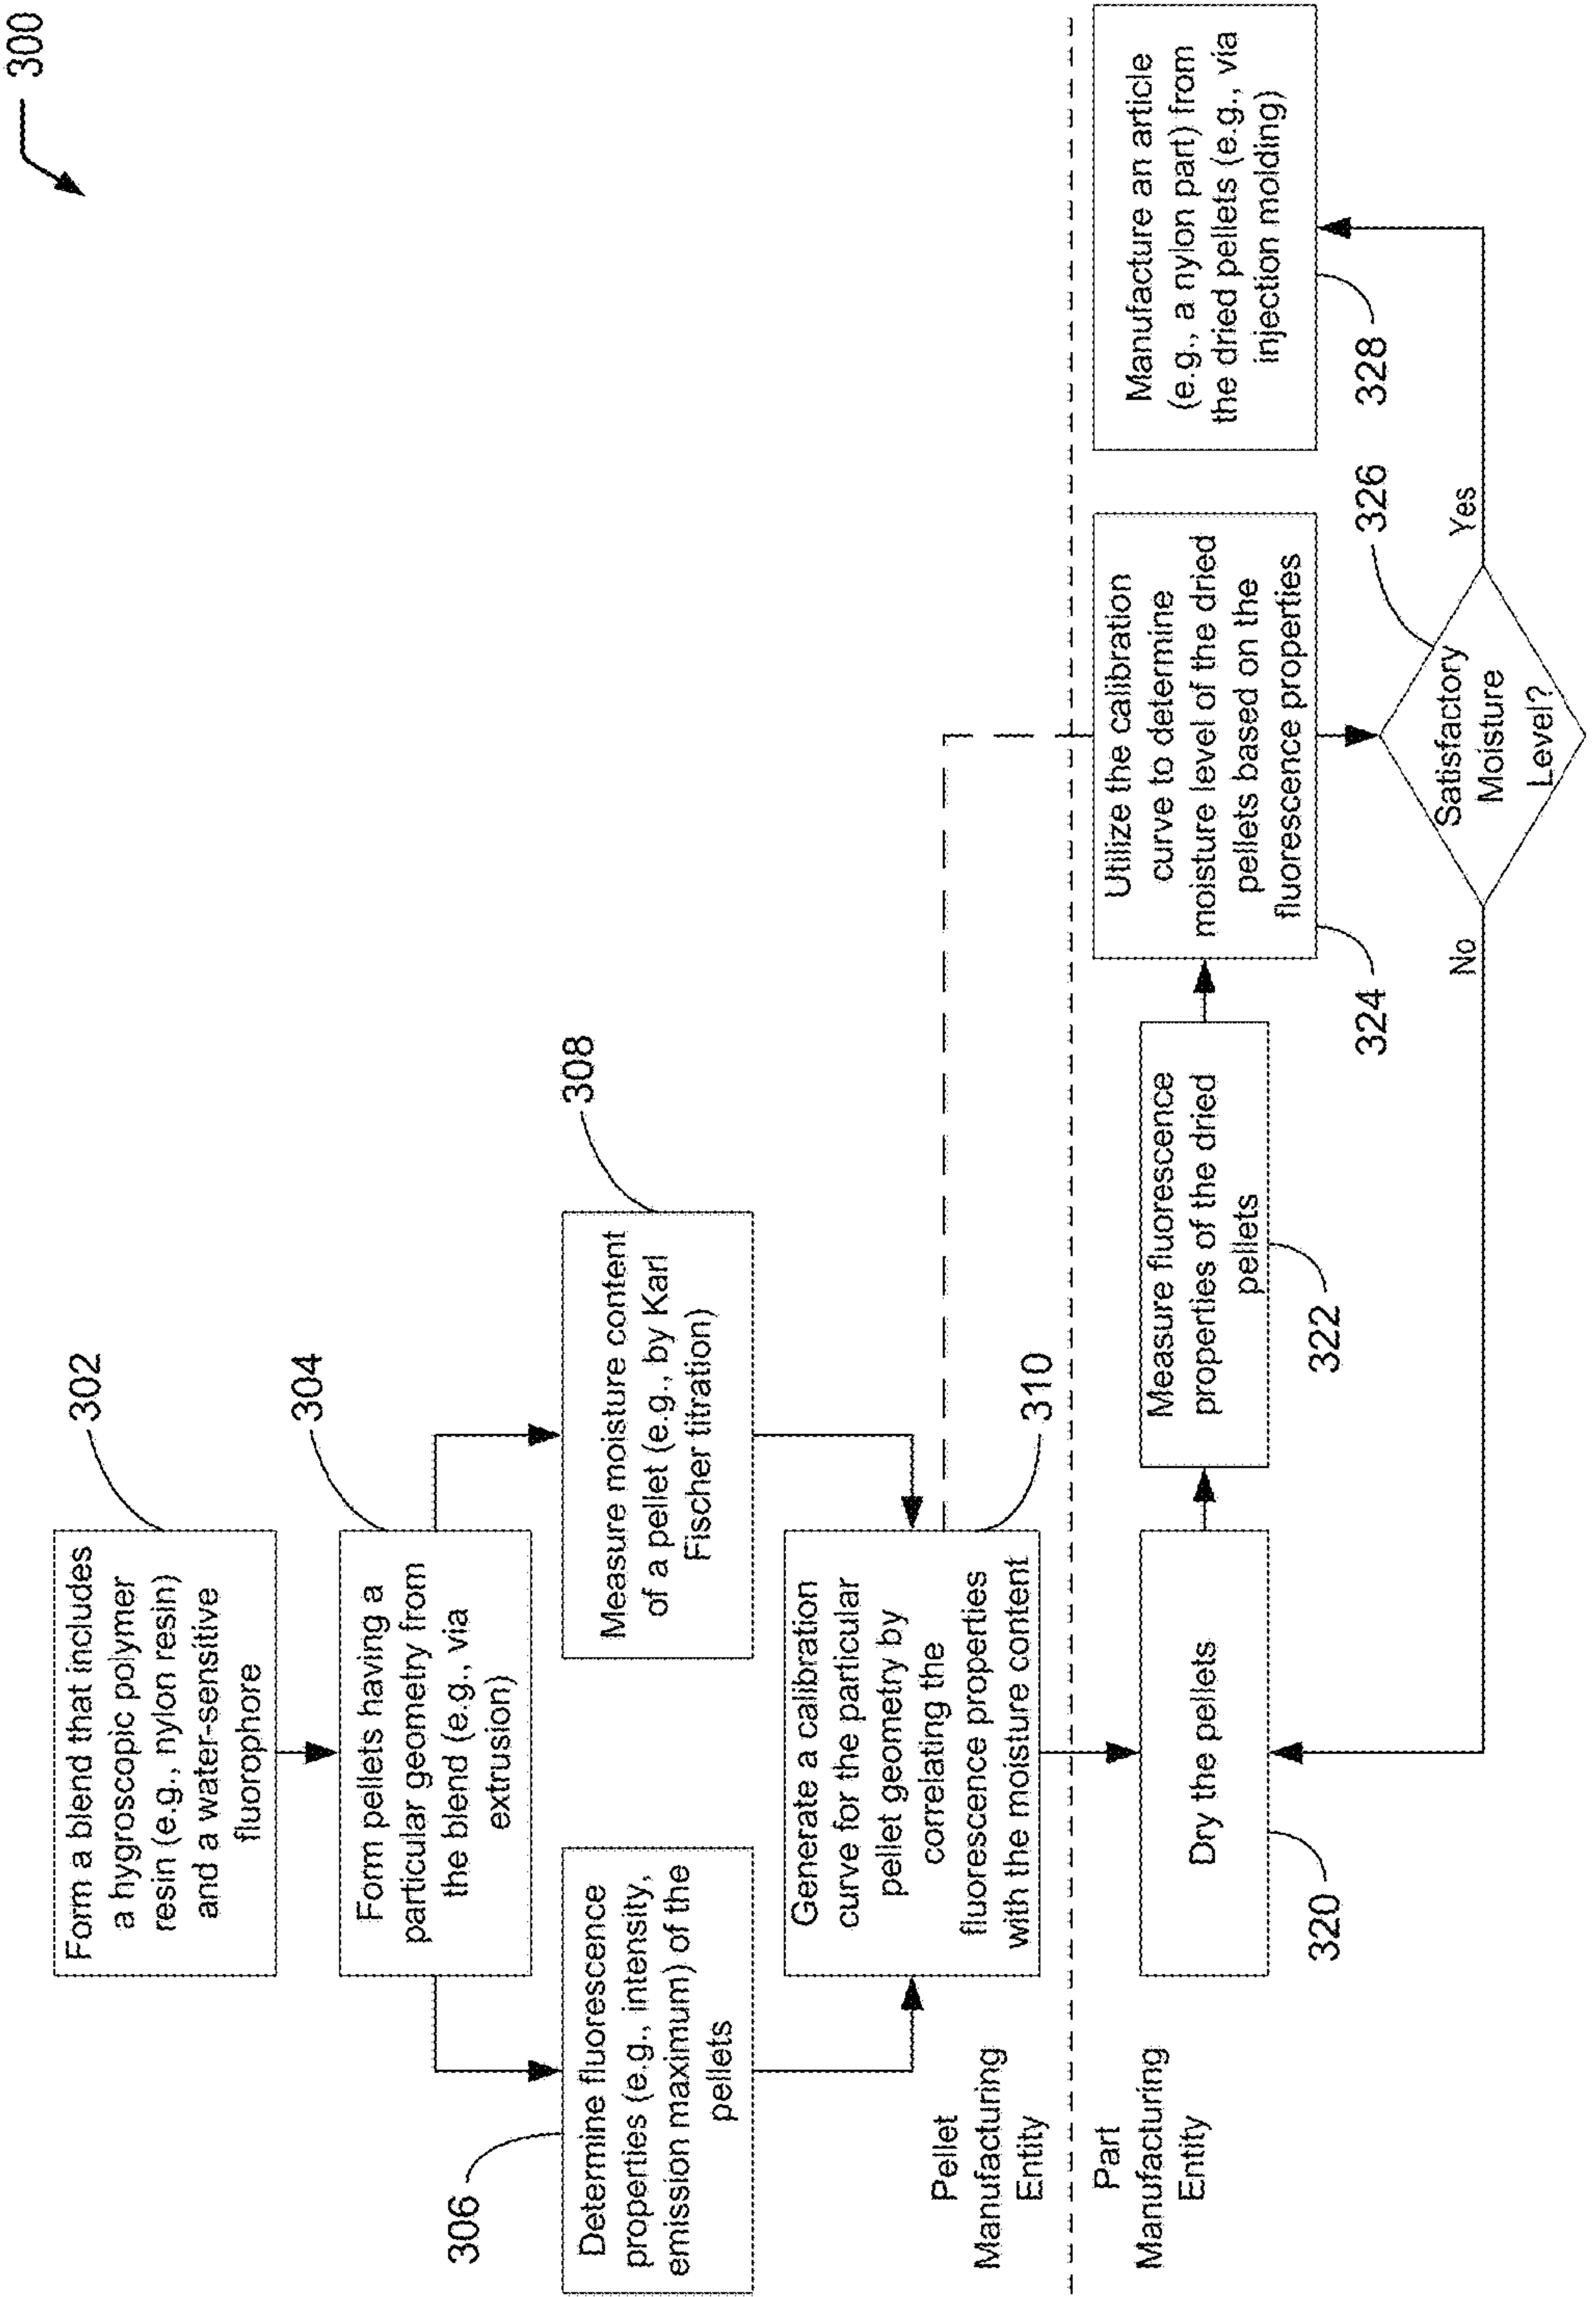 300
Form a blend that includes
a hygroscopic polymer
resin (e.g., nylon resin)
and a water-sensitive
fluorophore
302
Form pellets having a
particular geometry from
the blend (e.g., via
extrusion)
304
Determine fluorescence
properties (e.g., intensity,
emission maximum) of the
pellets
306
Measure moisture content
of a pellet (e.g., by Karl
Fischer titration)
308
Generate a calibration
curve for the particular
pellet geometry by
correlating the
fluorescence properties
with the moisture content
310
Pellet
Manufacturing
Entity
Part
Manufacturing
Entity
Dry the pellets
320
Measure fluorescence
properties of the dried
pellets
322
Utilize the calibration
curve to determine
moisture level of the dried
pellets based on the
fluorescence properties
324
Satisfactory
Moisture
Level?
326
No
Yes
Manufacture an article
(e.g., a nylon part) from
the dried pellets (e.g., via
injection molding)
328